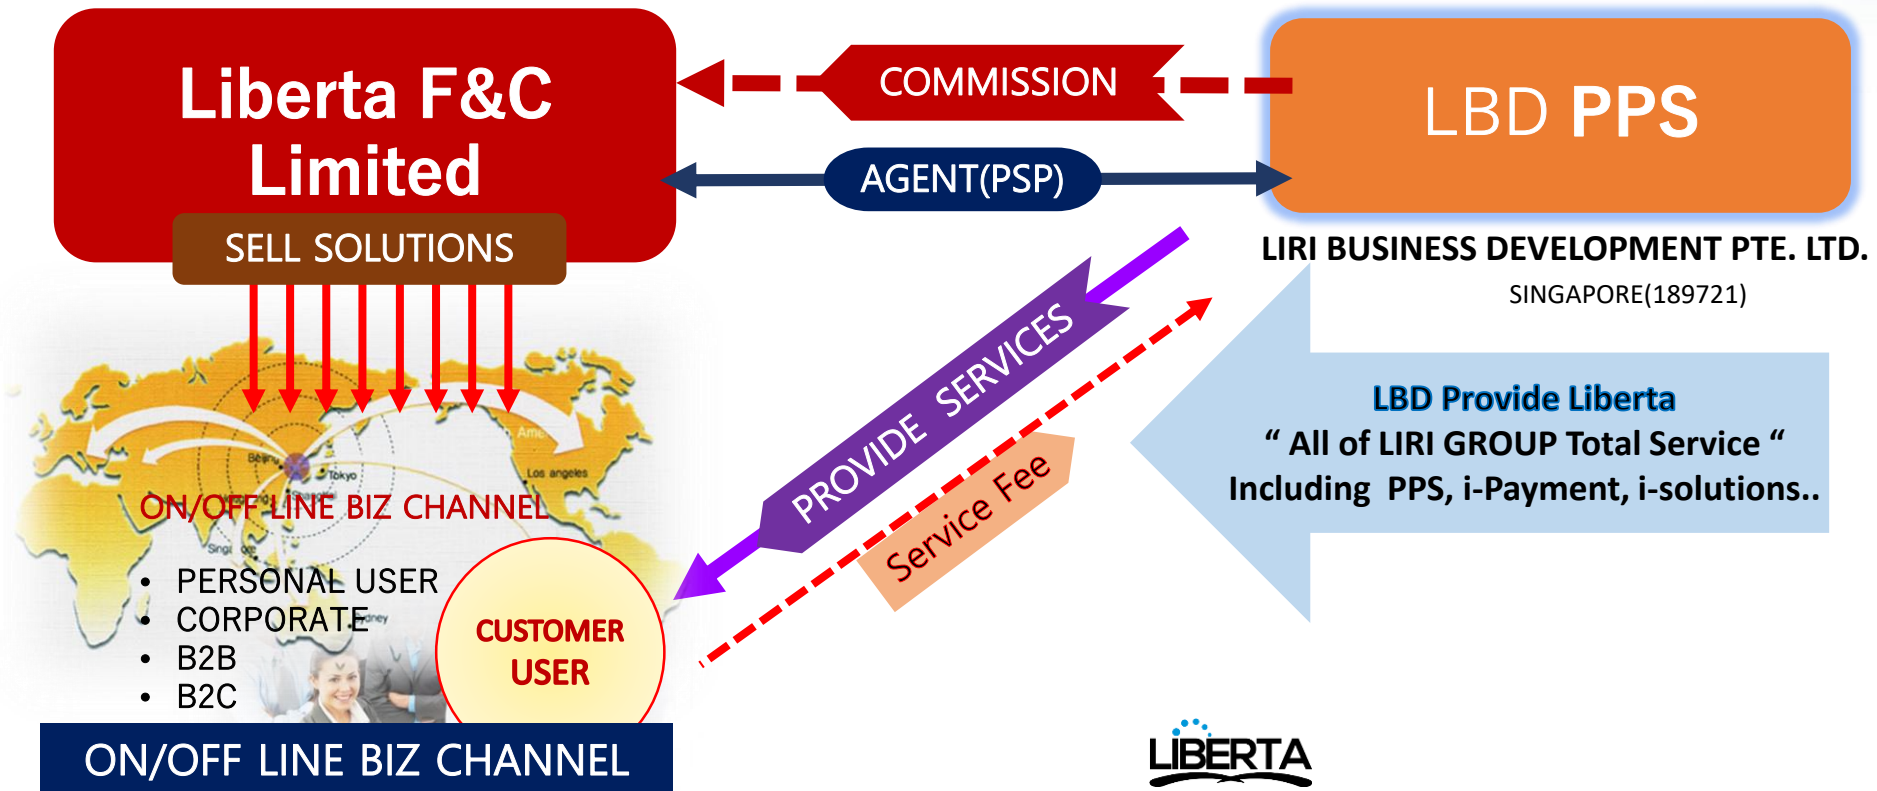 Liberta F&C
Limited
SELL SOLUTIONS
COMMISSION
AGENT(PSP)
LBD PPS
LIRI BUSINESS DEVELOPMENT PTE. LTD.
SINGAPORE(189721)
PROVIDE SERVICES
Service Fee
LBD Provide Liberta
“ All of LIRI GROUP Total Service “
Including PPS, i-Payment, i-solutions..
Beijing
Tokyo
Shanghai
Los angeles
ON/OFF LINE BIZ CHANNEL
• PERSONAL USER
• CORPORATE
• B2B
• B2C
CUSTOMER
USER
ON/OFF LINE BIZ CHANNEL
LIBERTA